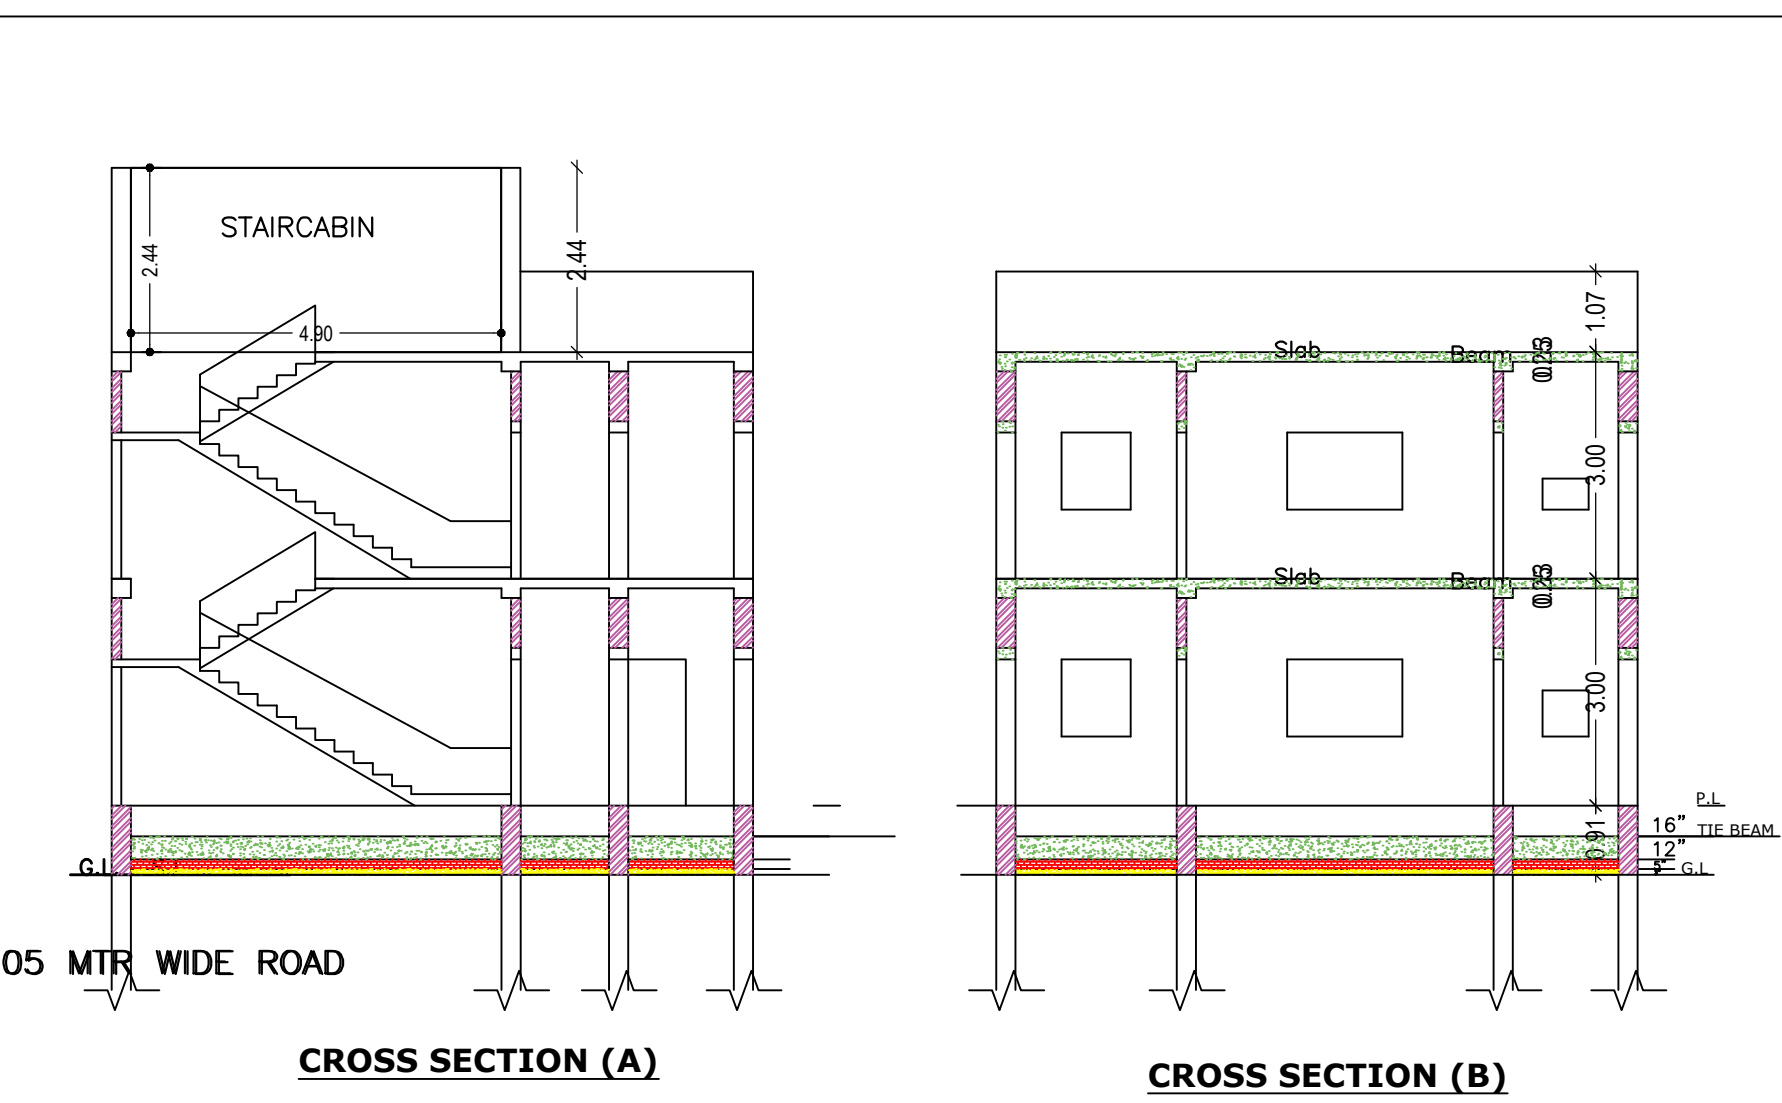 STAIRCABIN
2.44
2.44
4.90
G.L
05 MTR WIDE ROAD
CROSS SECTION (A)
1.07
Slab
Beam
3.00
Slab
Beam
3.00
P.L
16”
TIE BEAM
12”
0.91
5"
G.L
CROSS SECTION (B)